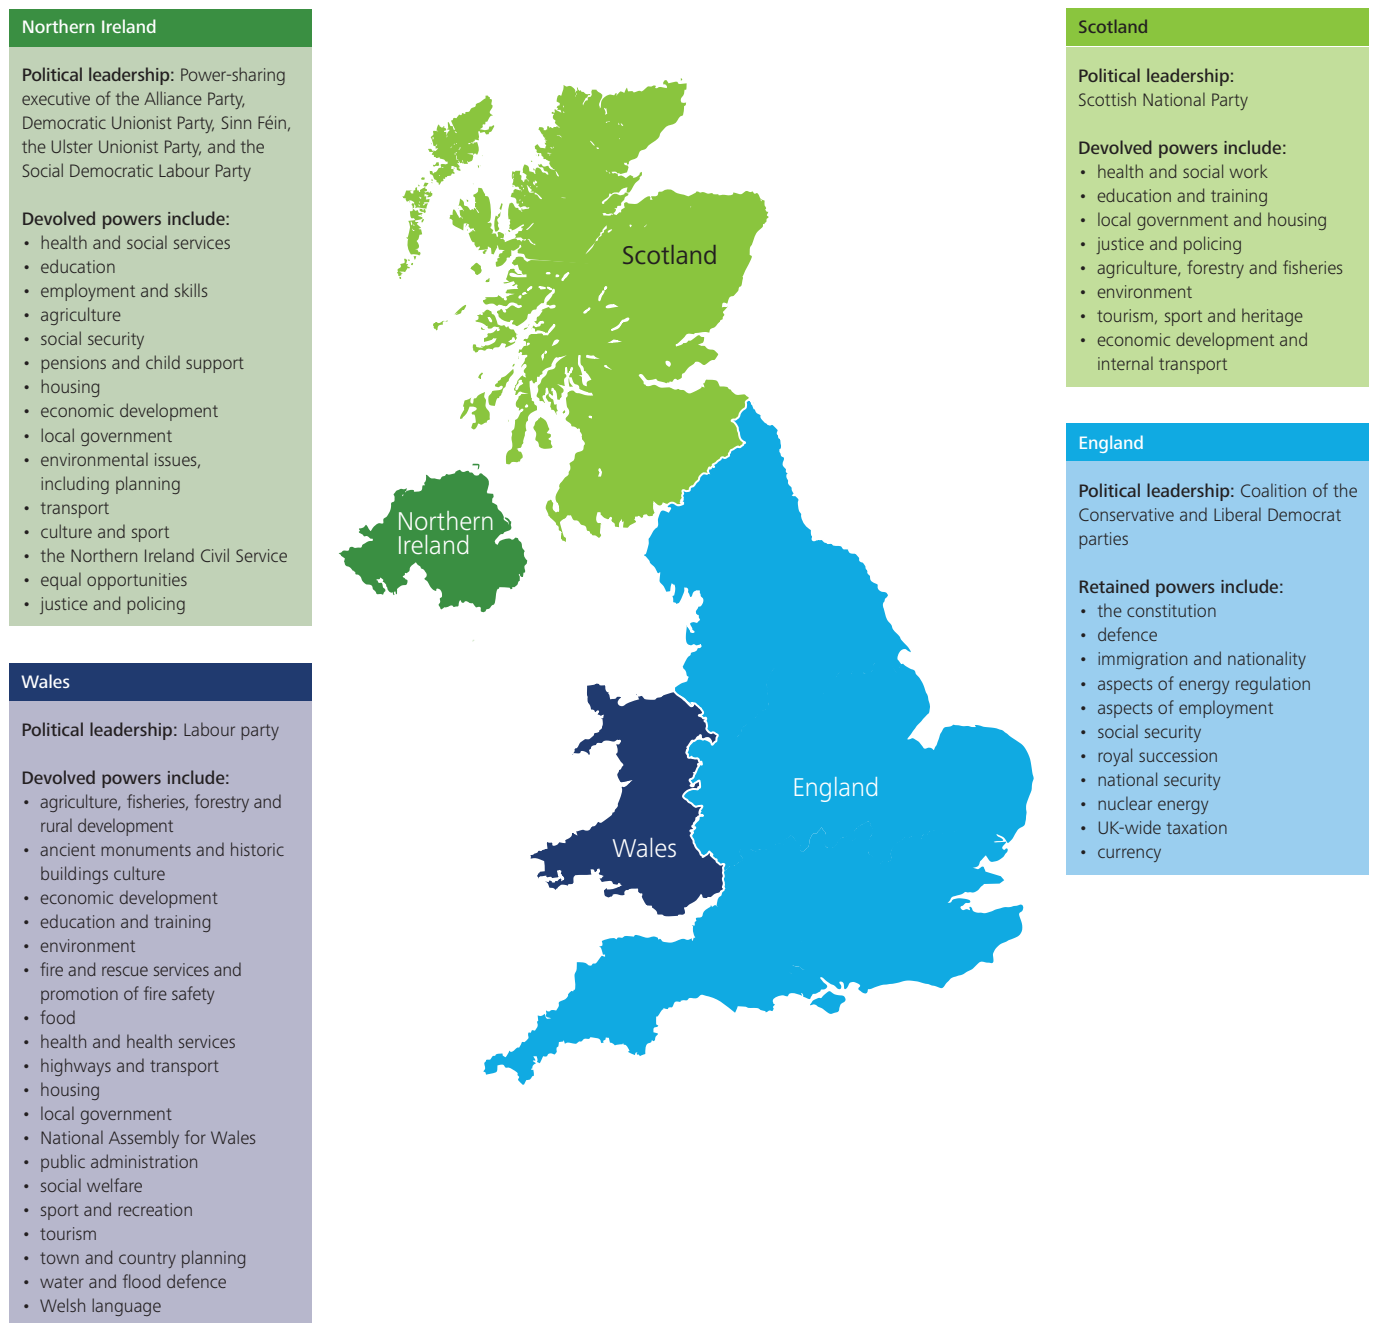 Northern Ireland
Political leadership: Power-sharing
executive of the Alliance Party,
Democratic Unionist Party, Sinn Féin,
the Ulster Unionist Party, and the
Social Democratic Labour Party
Devolved powers include:
• health and social services
• education
• employment and skills
• agriculture
• social security
• pensions and child support
• housing
• economic development
• local government
• environmental issues,
including planning
• transport
• culture and sport
• the Northern Ireland Civil Service
• equal opportunities
• justice and policing
Wales
Political leadership: Labour party
Devolved powers include:
• agriculture, fisheries, forestry and
rural development
• ancient monuments and historic
buildings culture
• economic development
• education and training
• environment
• fire and rescue services and
promotion of fire safety
• food
• health and health services
• highways and transport
• housing
• local government
• National Assembly for Wales
• public administration
• social welfare
• sport and recreation
• tourism
• town and country planning
• water and flood defence
• Welsh language
Scotland
Northern
Ireland
England
Wales
Scotland
Political leadership:
Scottish National Party
Devolved powers include:
• health and social work
• education and training
• local government and housing
• justice and policing
• agriculture, forestry and fisheries
• environment
• tourism, sport and heritage
• economic development and
internal transport
England
Political leadership: Coalition of the
Conservative and Liberal Democrat
parties
Retained powers include:
• the constitution
• defence
• immigration and nationality
• aspects of energy regulation
• aspects of employment
• social security
• royal succession
• national security
• nuclear energy
• UK-wide taxation
• currency